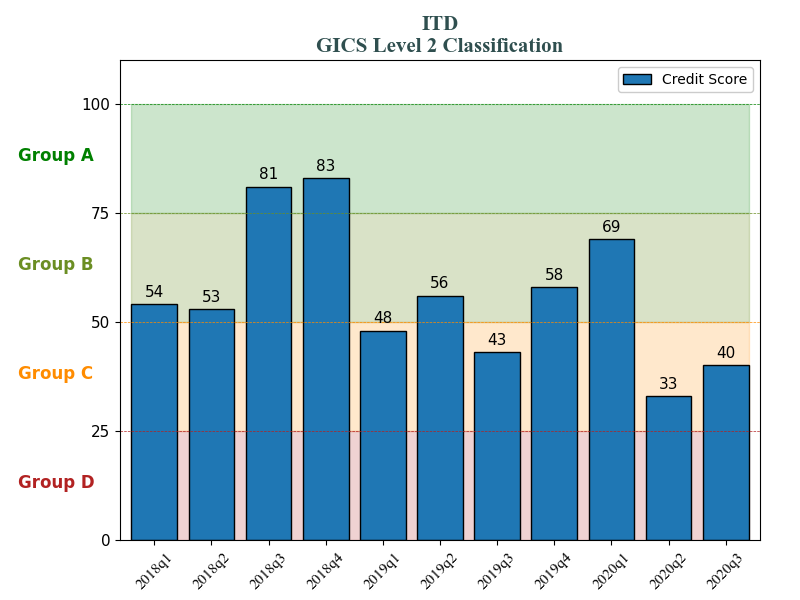 ITD
GICS Level 2 Classification
Credit Score
100
Group A
83
81
75
69
Group B
58
56
54
53
50
48
43
40
Group C
33
25
Group D
0
2018q1 2018q2 2018q3 2018q4 2019q1 2019q2 2019q3 2019q4 2020q1 2020q2 2020q3